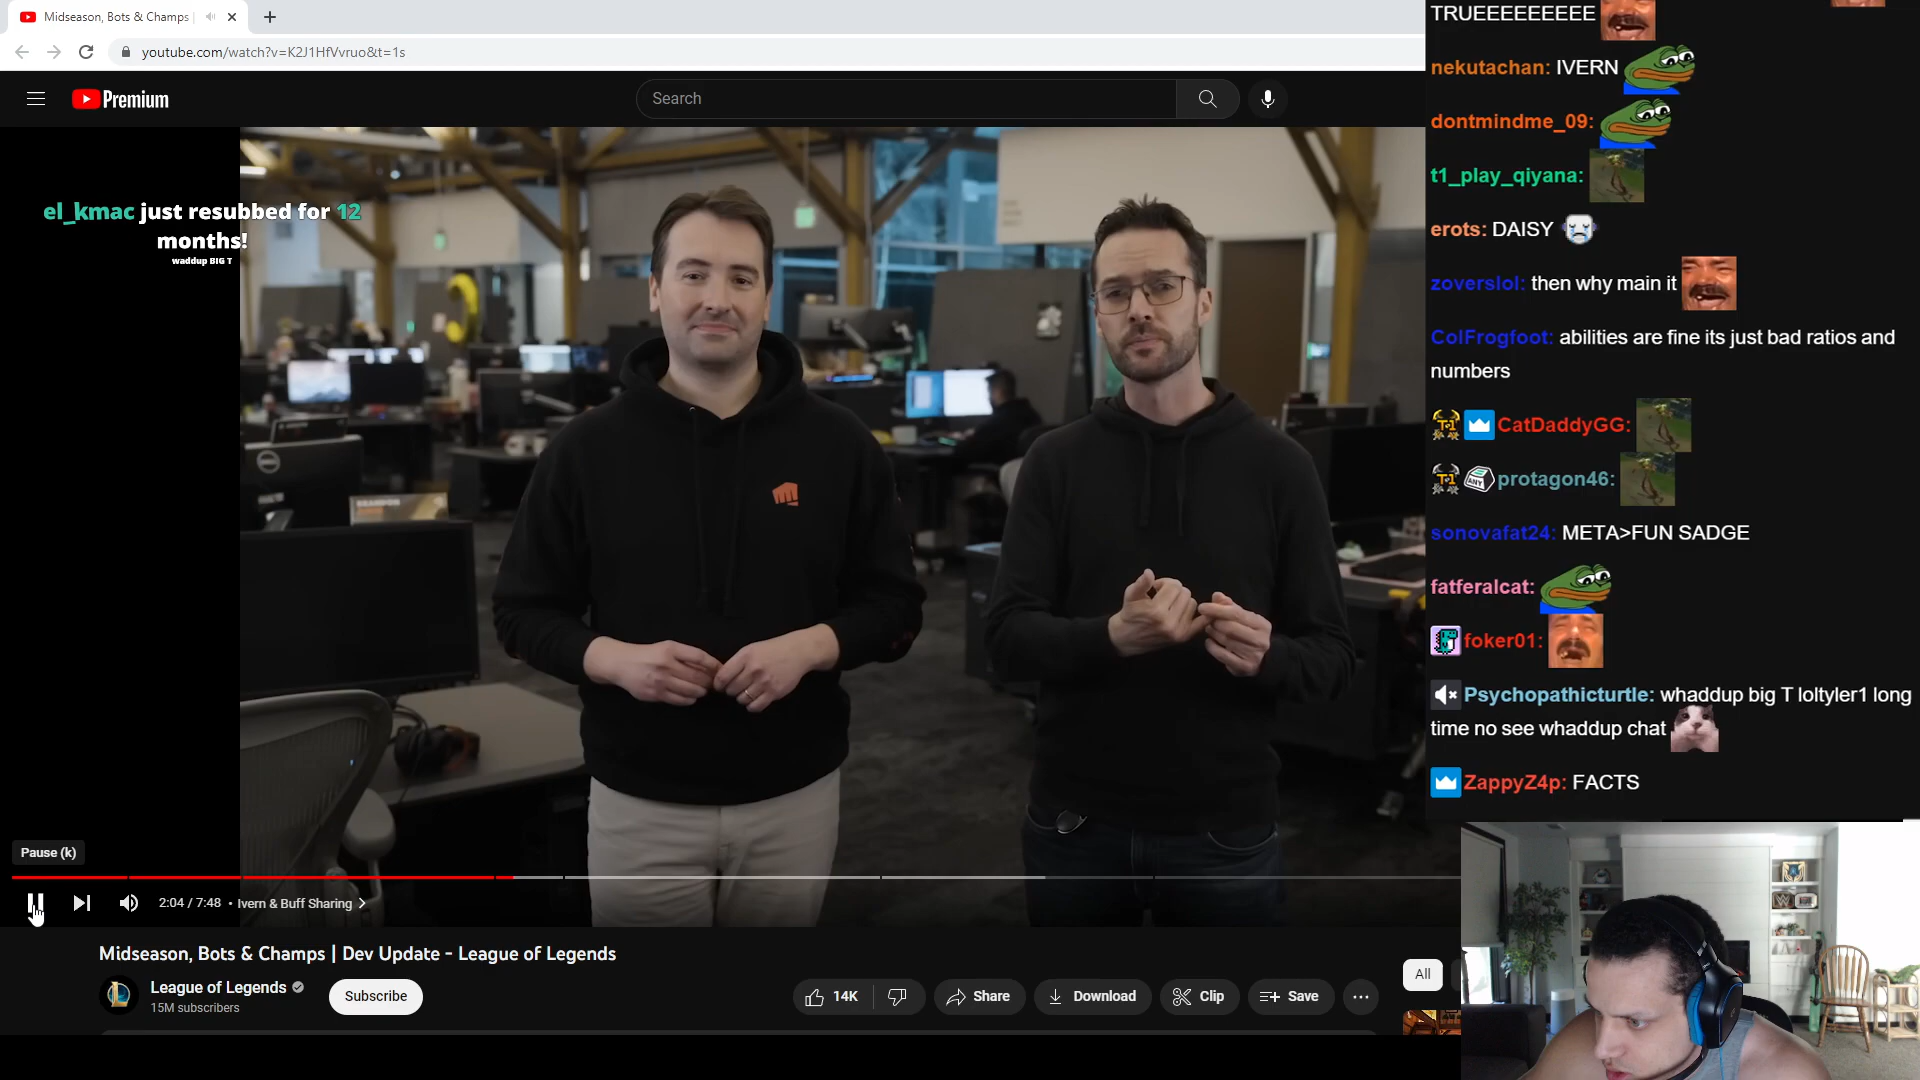 Midseason, Bots & Champs |
youtube.com/watch?v=K2J1HfVvruo&t=1s
Premium
Search
el_kmac just resubbed for 12
months!
waddup BIG T
TRUEEEEEEEEE
nekutachan: IVERN
dontmindme_09:
t1_play_qiyana:
erots: DAISY
zoverslol: then why main it
ColFrogfoot: abilities are fine its just bad ratios and
numbers
CatDaddyGG:
protagon46:
sonovafat24: META>FUN SADGE
fatferalcat:
foker01:
Psychopathicturtle: whaddup big T loltyler1 long
time no see whaddup chat
ZappyZ4p: FACTS
Pause (k)
2:04 / 7:48 • Ivern & Buff Sharing
Midseason, Bots & Champs | Dev Update - League of Legends
League of Legends
15M subscribers
Subscribe
14K
Share
Download
Clip
Save
All